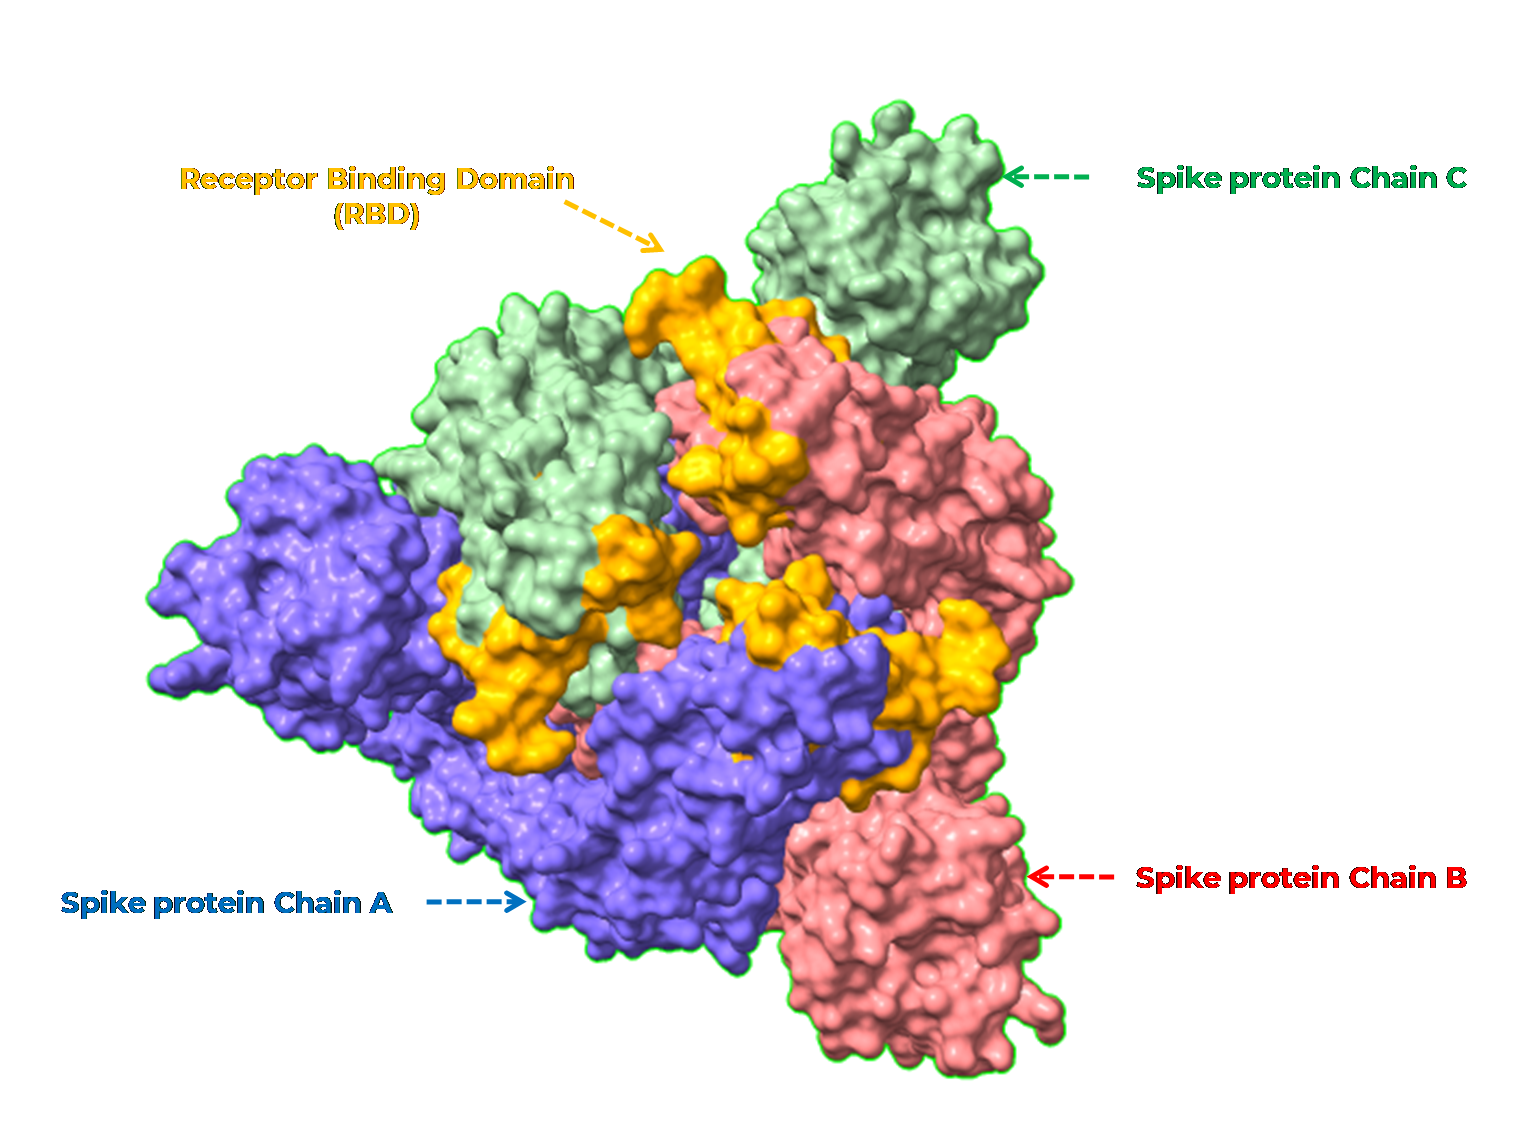 Receptor Binding Domain
(RBD)
Spike protein Chain C
Spike protein Chain A
Spike protein Chain B